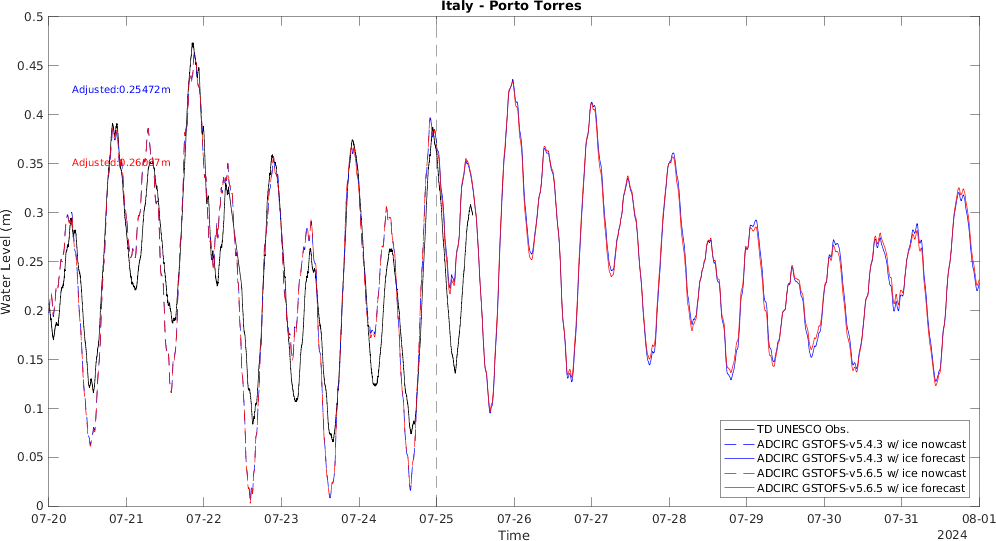 Italy - Porto Torres
0.5
0.45
0.4
0.35
0.3
0.25
0.2
0.15
0.1
0.05
0
Water Level (m)
Adjusted:0.25472m
TD UNESCO Obs.
ADCIRC GSTOFS-v5.4.3 w/ ice nowcast
ADCIRC GSTOFS-v5.4.3 w/ ice forecast
ADCIRC GSTOFS-v5.6.5 w/ ice nowcast
ADCIRC GSTOFS-v5.6.5 w/ ice forecast
07-20 07-21 07-22 07-23 07-24 07-25 07-26 07-27 07-28 07-29 07-30 07-31 08-01
Time
2024